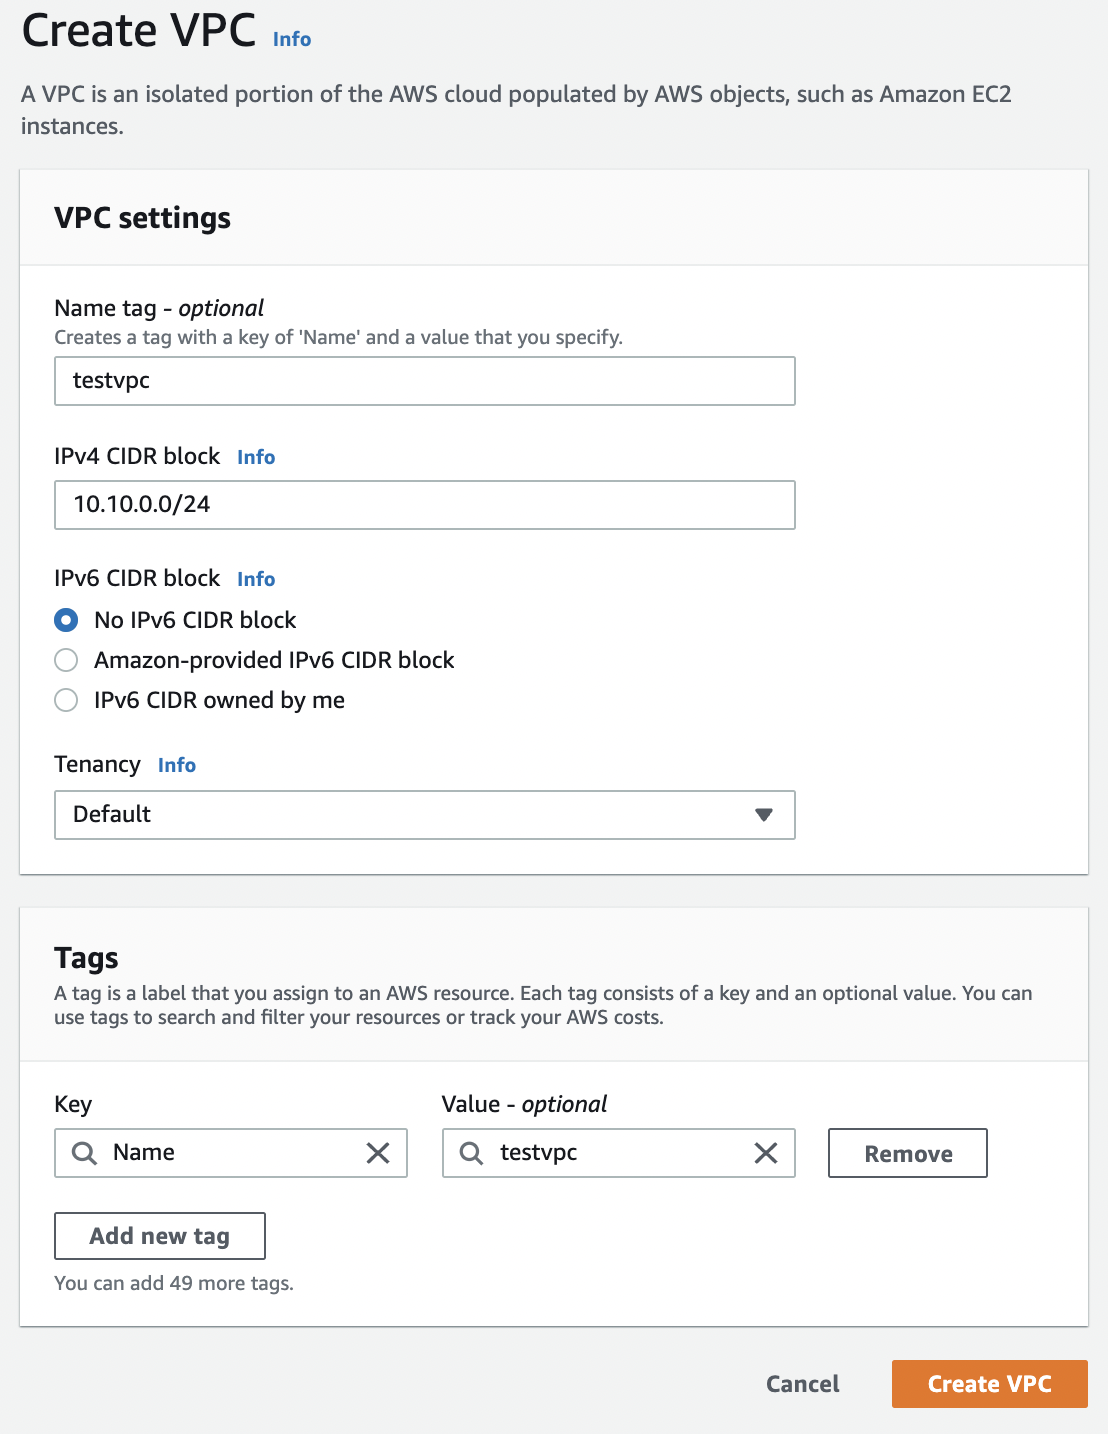 Create VPC Info
A VPC is an isolated portion of the AWS cloud populated by AWS objects, such as Amazon EC2
instances.
VPC settings
Name tag - optional
Creates a tag with a key of 'Name' and a value that you specify.
testvpc
IPv4 CIDR block Info
10.10.0.0/24
IPv6 CIDR block Info
No IPv6 CIDR block
Amazon-provided IPv6 CIDR block
IPv6 CIDR owned by me
Tenancy Info
Default
Tags
A tag is a label that you assign to an AWS resource. Each tag consists of a key and an optional value. You can
use tags to search and filter your resources or track your AWS costs.
Key Value - optional
Name testvpc Remove
Add new tag
You can add 49 more tags.
Cancel Create VPC